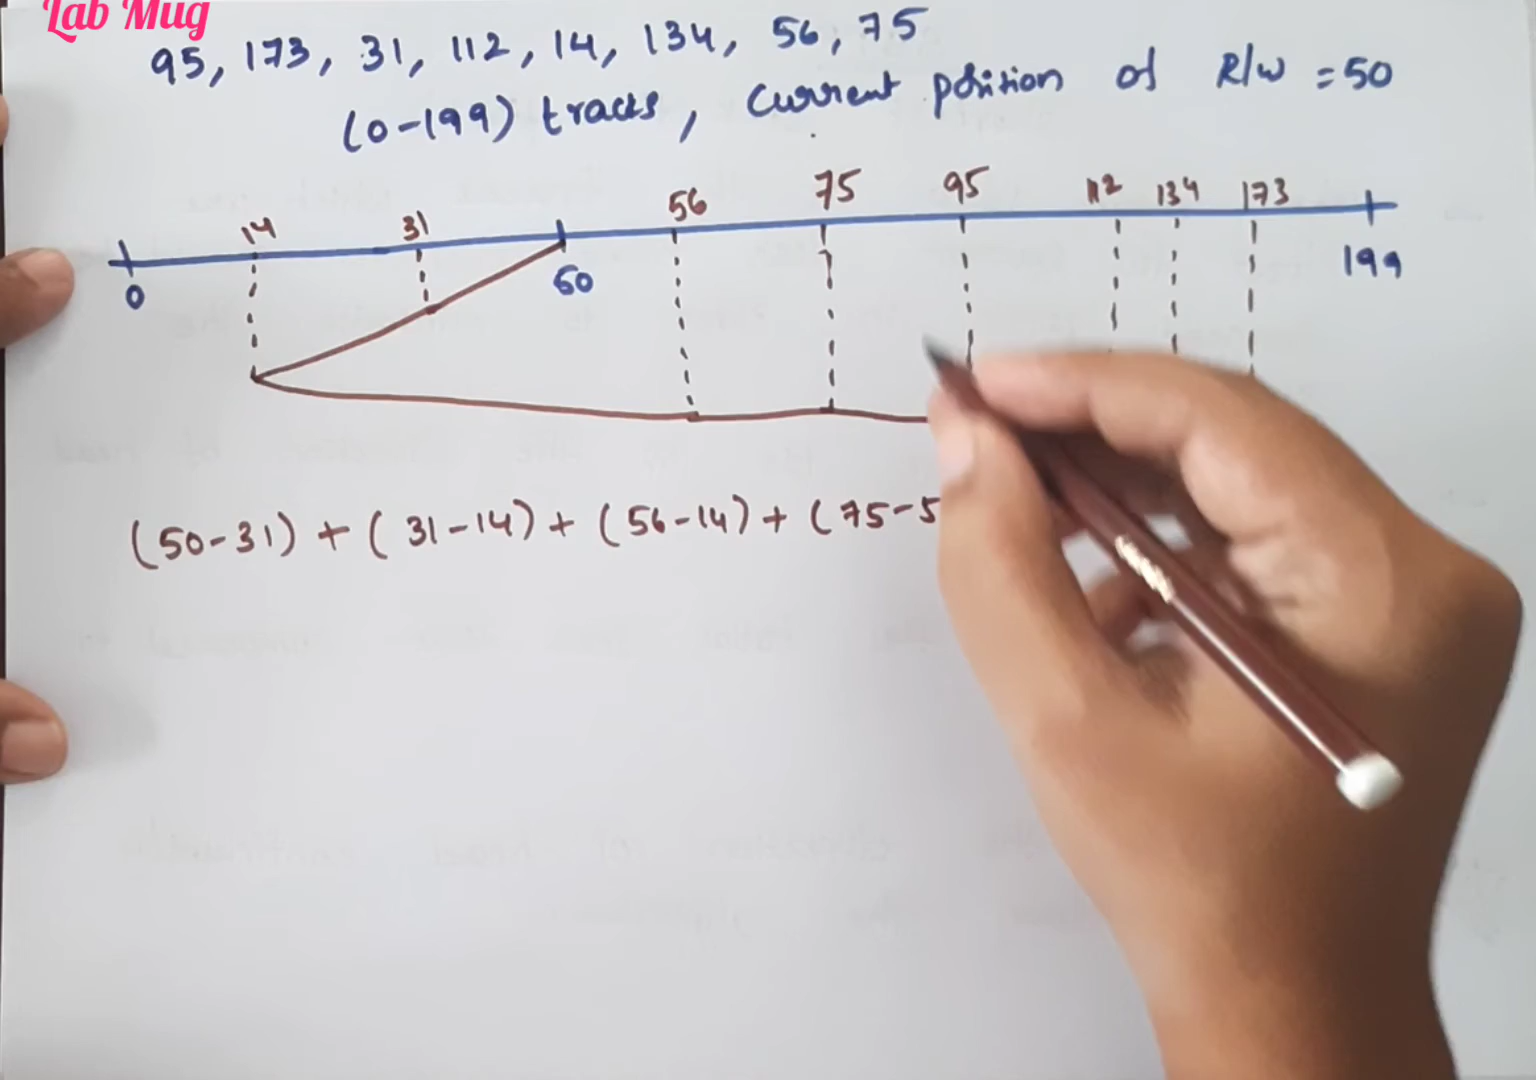 Lab Mug
95, 173, 31, 112, 14, 134, 56, 75
(0-199) tracks, Current position of R/W = 50
14 31 56 75 95 112 134 173
0 50 199
(50-31) + (31-14) + (56-14) + (75-5